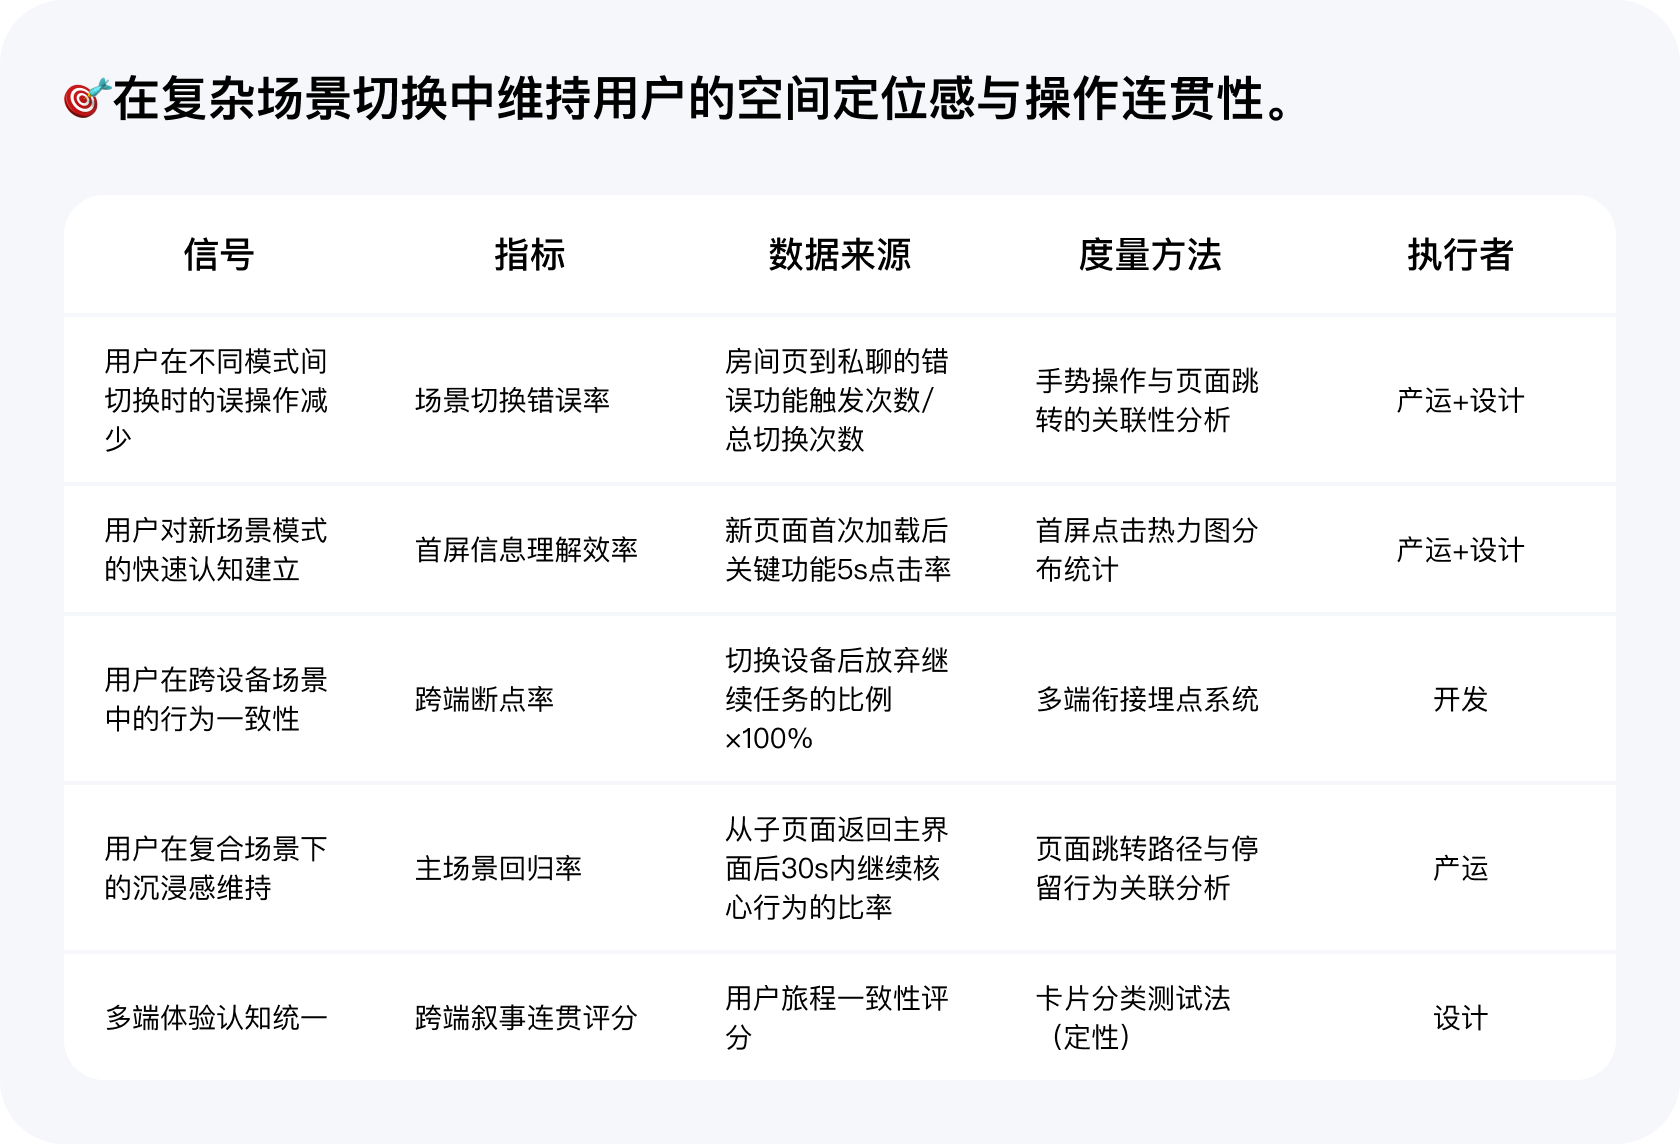 🎯在复杂场景切换中维持用户的空间定位感与操作连贯性。
信号
指标
数据来源
度量方法
执行者
用户在不同模式间
切换时的误操作减
少
场景切换错误率
房间页到私聊的错
误功能触发次数/
总切换次数
手势操作与页面跳
转的关联性分析
产运+设计
用户对新场景模式
的快速认知建立
首屏信息理解效率
新页面首次加载后
关键功能5s点击率
首屏点击热力图分
布统计
产运+设计
用户在跨设备场景
中的行为一致性
跨端断点率
切换设备后放弃继
续任务的比例
×100%
多端衔接埋点系统
开发
用户在复合场景下
的沉浸感维持
主场景回归率
从子页面返回主界
面后30s内继续核
心行为的比率
页面跳转路径与停
留行为关联分析
产运
多端体验认知统一
跨端叙事连贯评分
用户旅程一致性评
分
卡片分类测试法
（定性）
设计